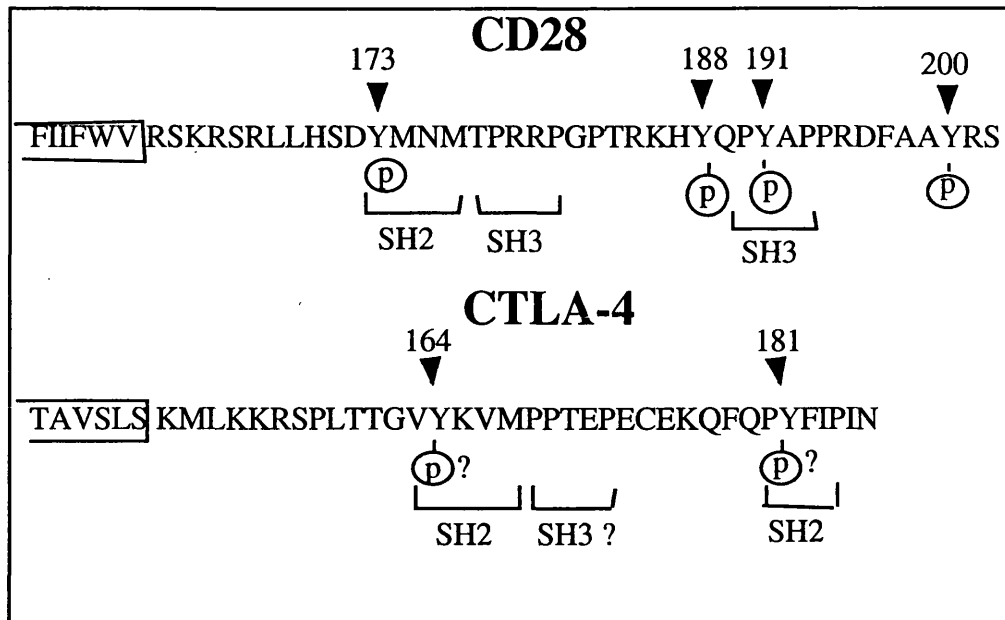 CD28
173 188 191 200
FIIFWV RSKRSRLLHSDYMNMTPRRPGPTRKHYQPYAPPRDFAAYRS
p p p p
SH2 SH3 SH3
CTLA-4
164 181
TAVSLS KMLKKRSPLTTGVYKVMPPTEPECEKQFQPYFIPIN
p ? p ?
SH2 SH3 ? SH2